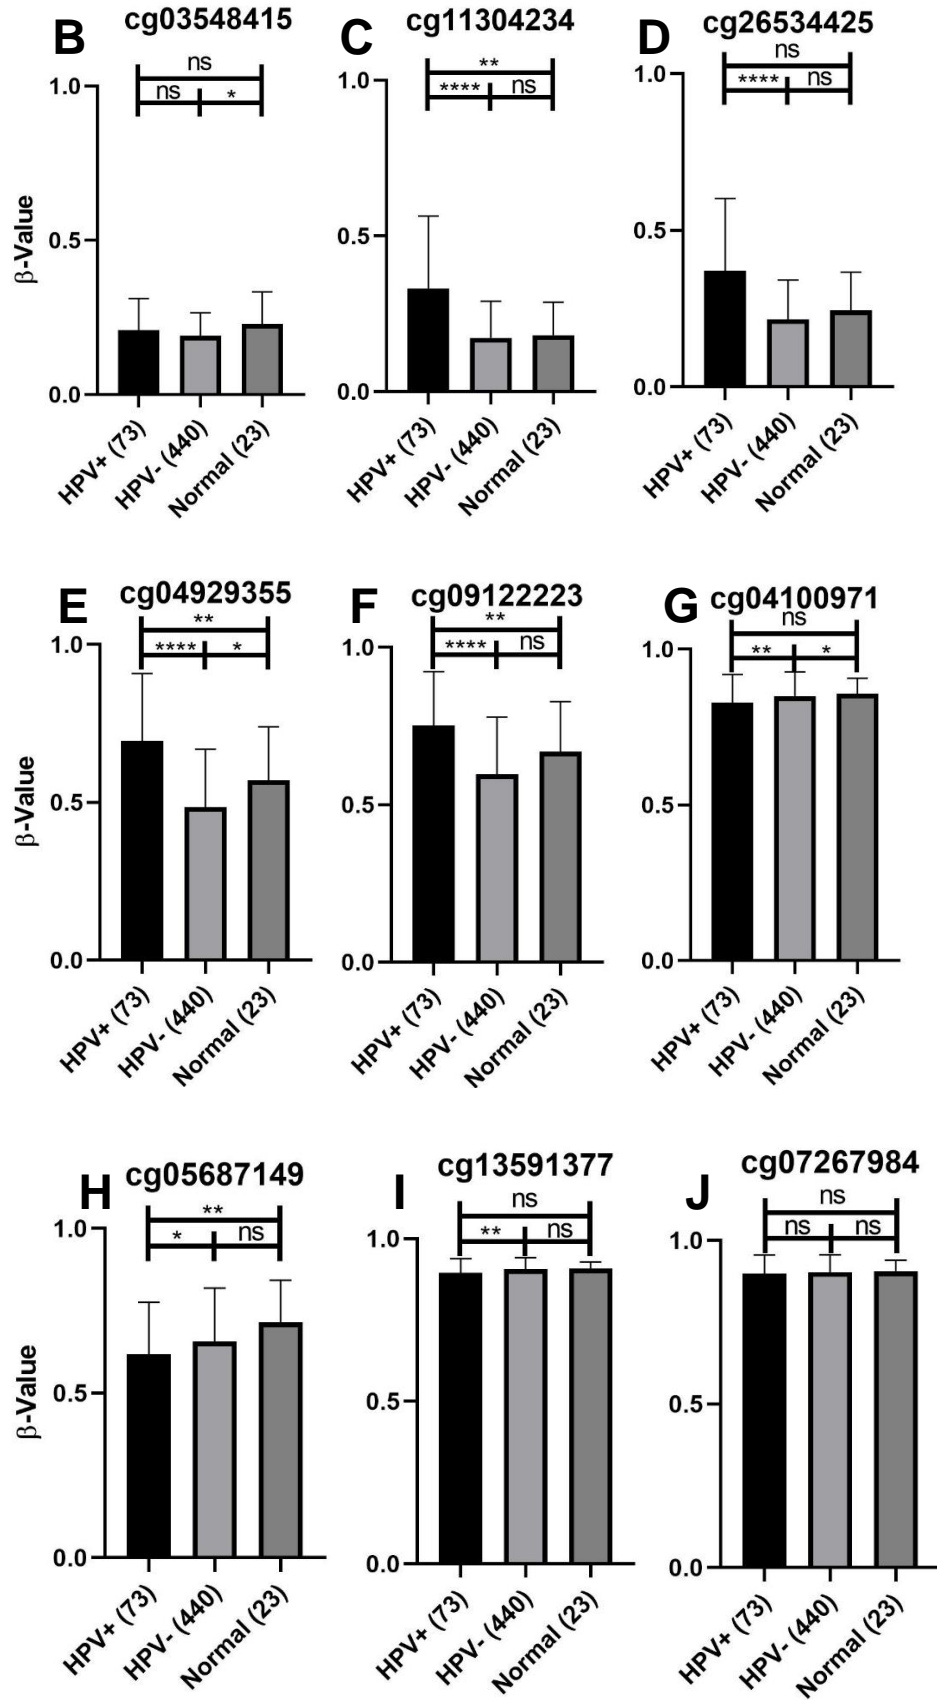 B cg03548415
ns
ns *
1.0
0.5
0.0
β-Value
HPV+ (73)
HPV- (440)
Normal (23)
C cg11304234
**
**** ns
1.0
0.5
0.0
HPV+ (73)
HPV- (440)
Normal (23)
D cg26534425
ns
**** ns
1.0
0.5
0.0
HPV+ (73)
HPV- (440)
Normal (23)
E cg04929355
**
**** *
1.0
0.5
0.0
β-Value
HPV+ (73)
HPV- (440)
Normal (23)
F cg09122223
**
**** ns
1.0
0.5
0.0
HPV+ (73)
HPV- (440)
Normal (23)
G cg04100971
ns
** *
1.0
0.5
0.0
HPV+ (73)
HPV- (440)
Normal (23)
H cg05687149
**
* ns
1.0
0.5
0.0
β-Value
HPV+ (73)
HPV- (440)
Normal (23)
I cg13591377
ns
** ns
1.0
0.5
0.0
HPV+ (73)
HPV- (440)
Normal (23)
J cg07267984
ns
ns ns
1.0
0.5
0.0
HPV+ (73)
HPV- (440)
Normal (23)